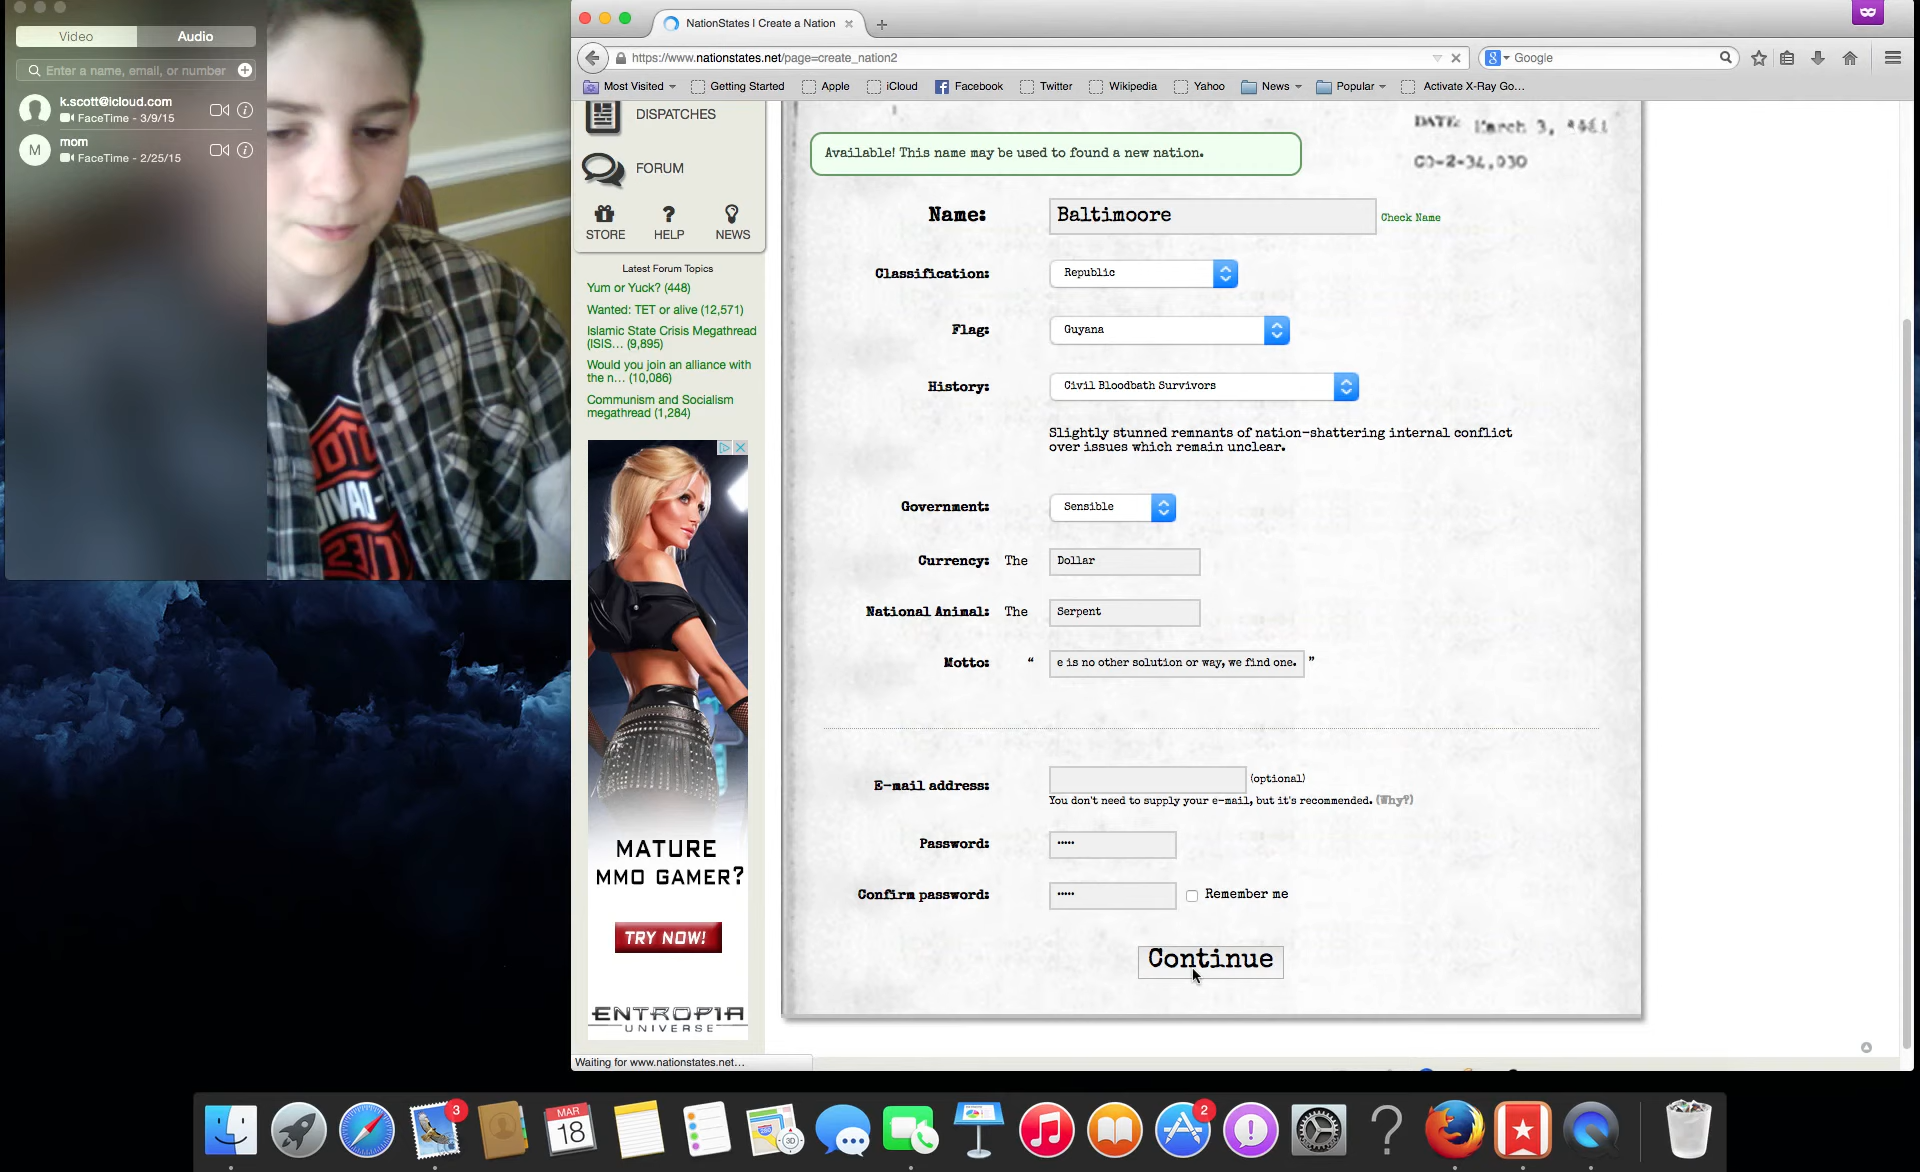 Video
Audio
Enter a name, email, or number
k.scott@icloud.com
FaceTime - 3/9/15
M
mom
FaceTime - 2/25/15
NationStates | Create a Nation
https://www.nationstates.net/page=create_nation2
Google
Most Visited
Getting Started
Apple
iCloud
Facebook
Twitter
Wikipedia
Yahoo
News
Popular
Activate X-Ray Go...
DISPATCHES
FORUM
STORE
HELP
NEWS
Latest Forum Topics
Yum or Yuck? (448)
Wanted: TET or alive (12,571)
Islamic State Crisis Megathread
(ISIS... (9,895)
Would you join an alliance with
the n... (10,086)
Communism and Socialism
megathread (1,284)
MATURE
MMO GAMER?
TRY NOW!
ENTROPIA
UNIVERSE
DATE: March 3,
Available! This name may be used to found a new nation.
Name:
Baltimoore
Check Name
Classification:
Republic
Flag:
Guyana
History:
Civil Bloodbath Survivors
Slightly stunned remnants of nation-shattering internal conflict
over issues which remain unclear.
Government:
Sensible
Currency: The
Dollar
National Animal: The
Serpent
Motto: “
e is no other solution or way, we find one. ”
E-mail address:
(optional)
You don't need to supply your e-mail, but it's recommended. (Why?)
Password:
•••••
Confirm password:
•••••
Remember me
Continue
Waiting for www.nationstates.net...
3
MAR
18
3D
2